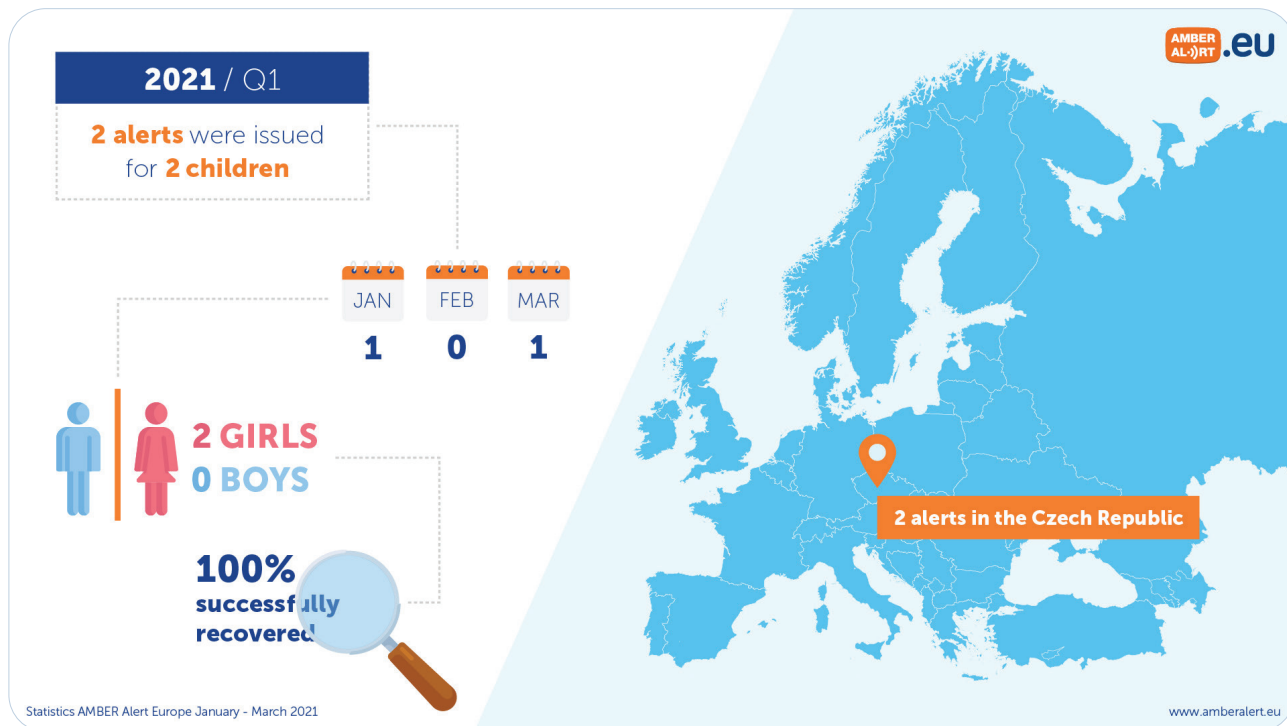 2021 / Q1
2 alerts were issued
for 2 children
JAN
FEB
MAR
1
0
1
2 GIRLS
0 BOYS
100%
successfully
recovered
AMBER
AL·))RT
.eu
2 alerts in the Czech Republic
Statistics AMBER Alert Europe January - March 2021
www.amberalert.eu